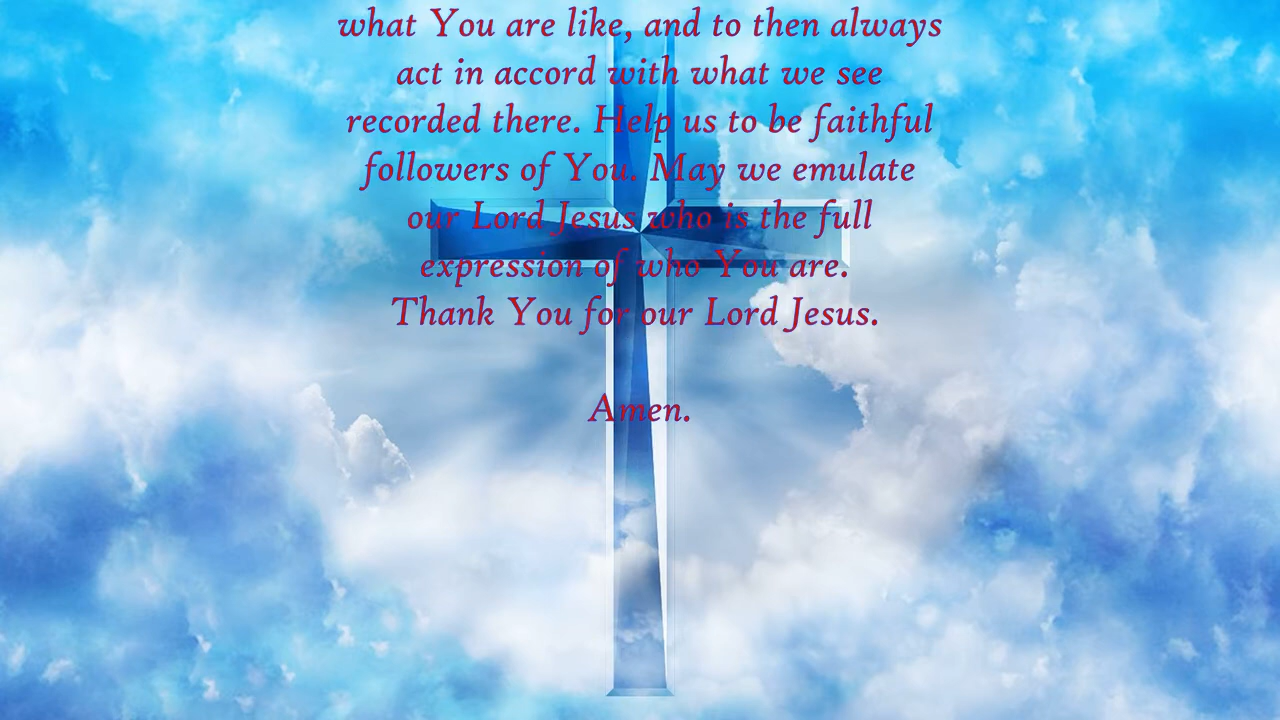 what You are like, and to then always
act in accord with what we see
recorded there. Help us to be faithful
followers of You. May we emulate
our Lord Jesus who is the full
expression of who You are.
Thank You for our Lord Jesus.
Amen.